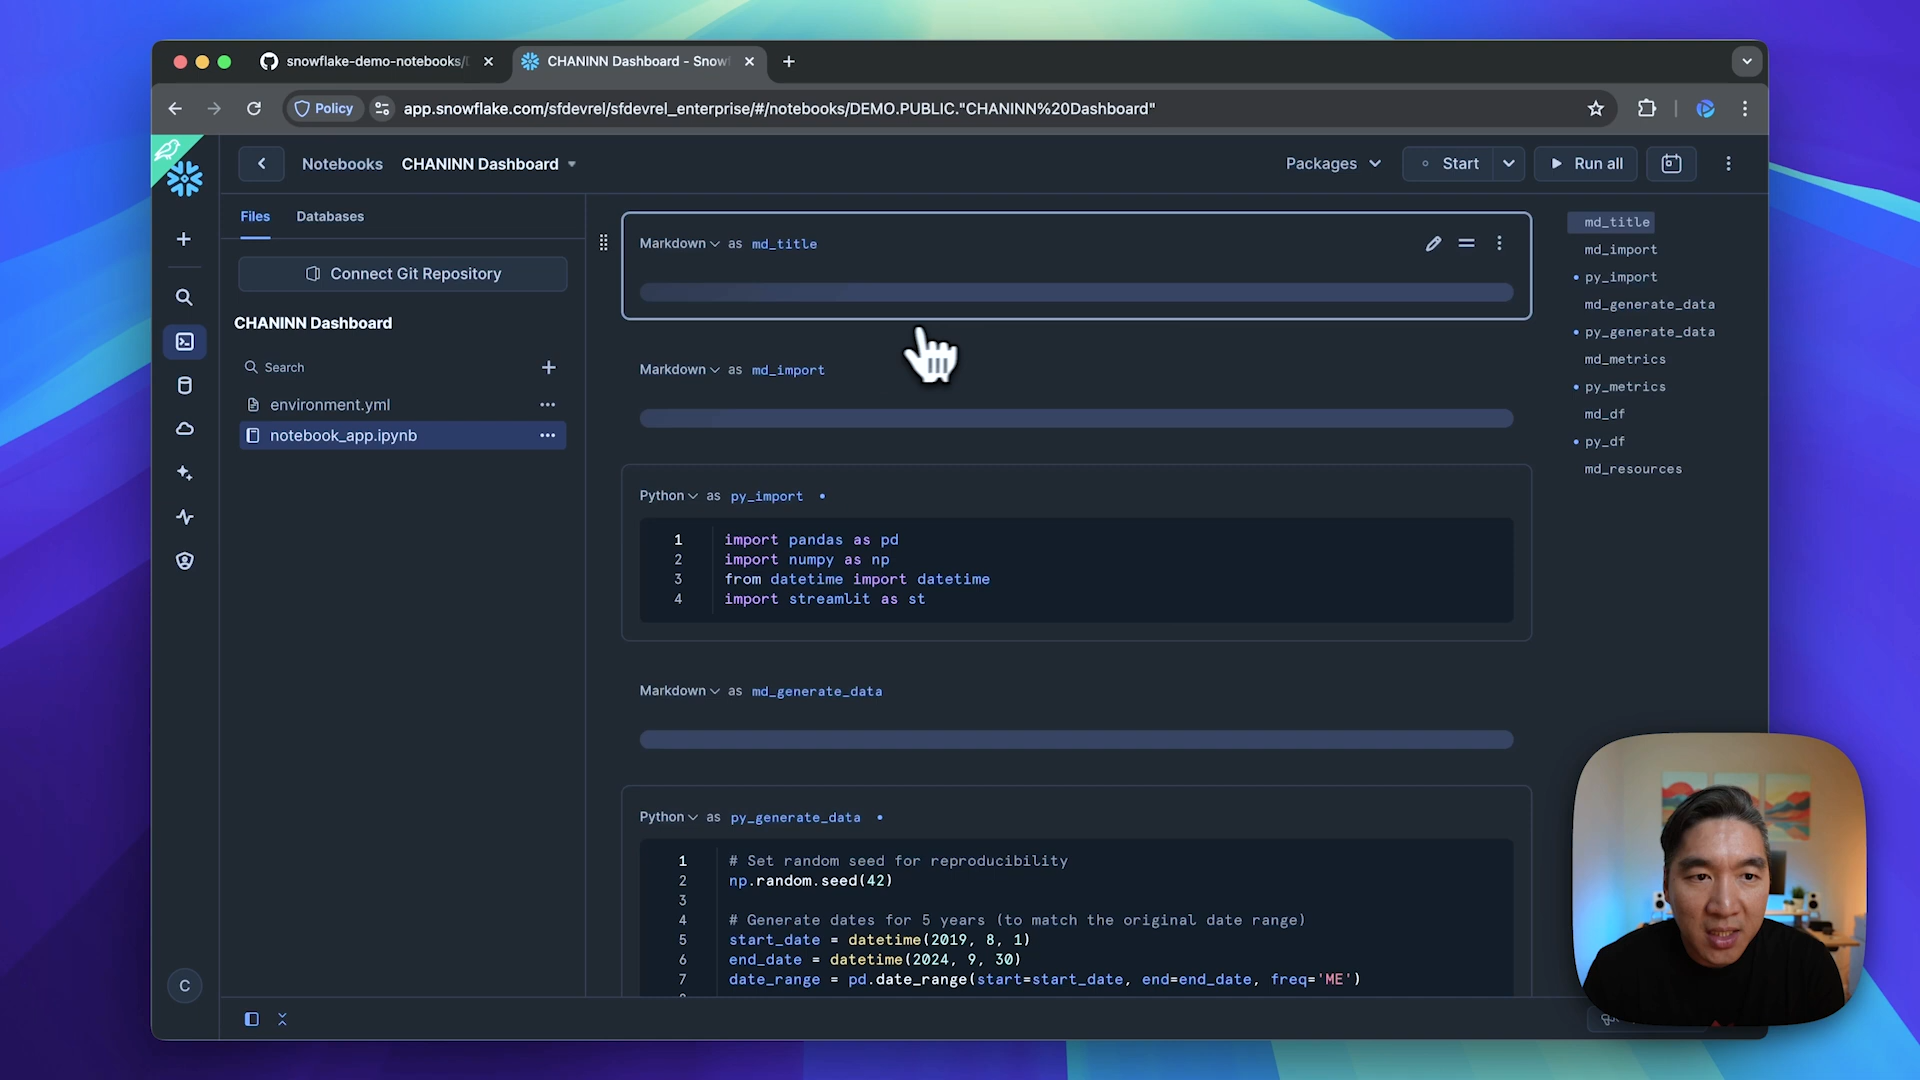 snowflake-demo-notebooks/
CHANINN Dashboard - Snow
Policy
app.snowflake.com/sfdevrel/sfdevrel_enterprise/#/notebooks/DEMO.PUBLIC."CHANINN%20Dashboard"
Notebooks
CHANINN Dashboard
Packages
Start
Run all
Files
Databases
Connect Git Repository
CHANINN Dashboard
Search
environment.yml
notebook_app.ipynb
C
Markdown as md_title
Markdown as md_import
Python as py_import
1 import pandas as pd
2 import numpy as np
3 from datetime import datetime
4 import streamlit as st
Markdown as md_generate_data
Python as py_generate_data
1 # Set random seed for reproducibility
2 np.random.seed(42)
3
4 # Generate dates for 5 years (to match the original date range)
5 start_date = datetime(2019, 8, 1)
6 end_date = datetime(2024, 9, 30)
7 date_range = pd.date_range(start=start_date, end=end_date, freq='ME')
md_title
md_import
py_import
md_generate_data
py_generate_data
md_metrics
py_metrics
md_df
py_df
md_resources